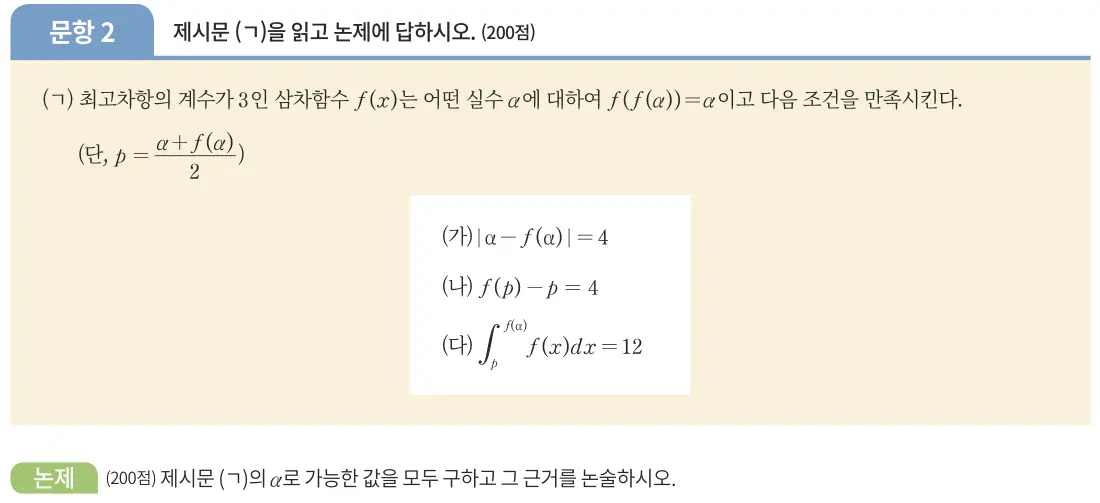 문항 2
제시문 (ㄱ)을 읽고 논제에 답하시오. (200점)
(ㄱ) 최고차항의 계수가 3인 삼차함수 f(x)는 어떤 실수 α에 대하여 f(f(α))=α이고 다음 조건을 만족시킨다.
(단, p = (α+f(α))/2)
(가) |α−f(α)| = 4
(나) f(p)−p = 4
(다) ∫_p^{f(α)} f(x)dx = 12
논제
(200점) 제시문 (ㄱ)의 α로 가능한 값을 모두 구하고 그 근거를 논술하시오.